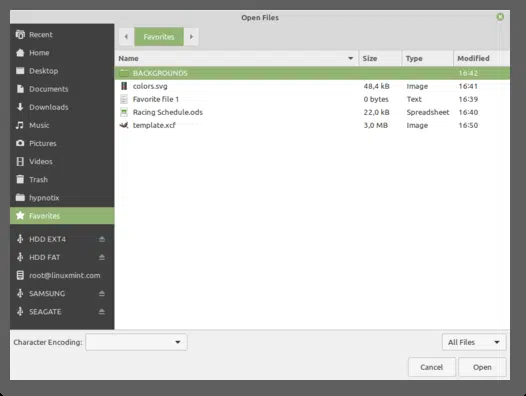 Open Files
Recent
Home
Desktop
Documents
Downloads
Music
Pictures
Videos
Trash
hypnotix
Favorites
HDD EXT4
HDD FAT
root@linuxmint.com
SAMSUNG
SEAGATE
Favorites
Name Size Type Modified
BACKGROUNDS 16:42
colors.svg 48,4 kB Image 16:41
Favorite file 1 0 bytes Text 16:39
Racing Schedule.ods 22,0 kB Spreadsheet 16:40
template.xcf 3,0 MB Image 16:50
Character Encoding: All Files
Cancel Open